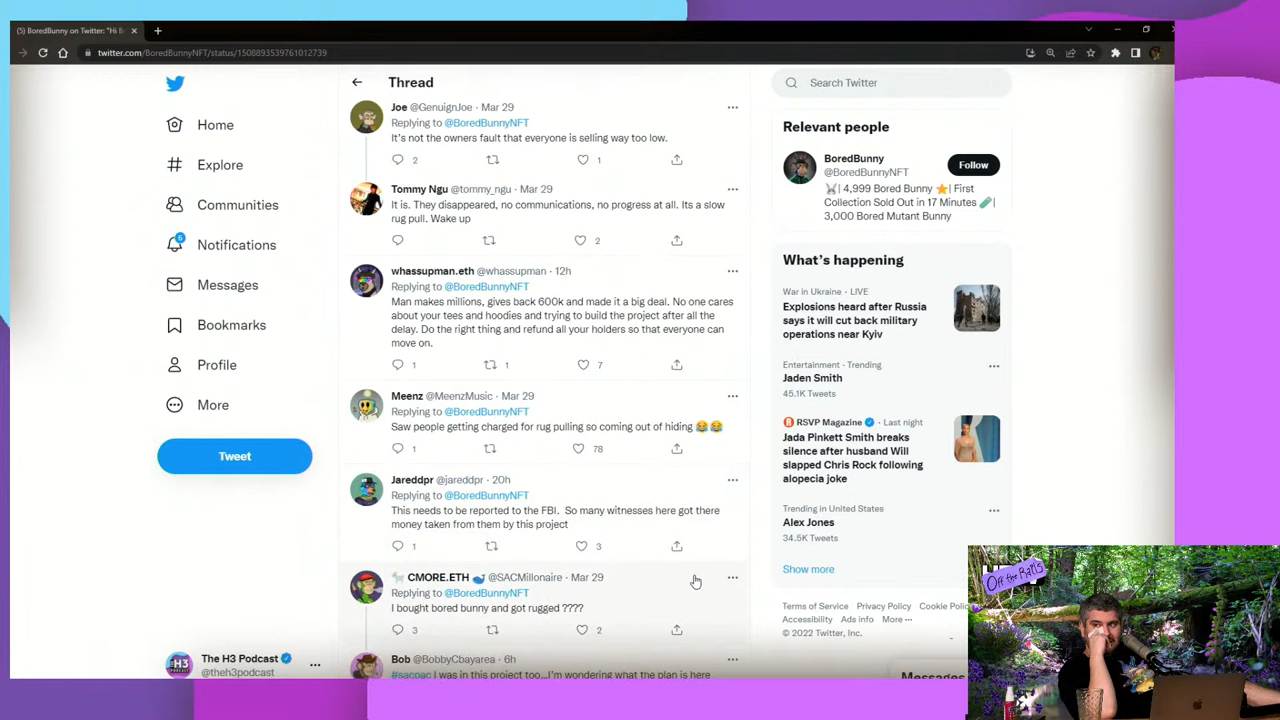 (5) BoredBunny on Twitter: "Hi B
twitter.com/BoredBunnyNFT/status/1508893539761012739
Home
Explore
Communities
6
Notifications
Messages
Bookmarks
Profile
More
Tweet
The H3 Podcast
@theh3podcast
Thread
Joe @GenuignJoe · Mar 29
Replying to @BoredBunnyNFT
It's not the owners fault that everyone is selling way too low.
2 1
Tommy Ngu @tommy_ngu · Mar 29
It is. They disappeared, no communications, no progress at all. Its a slow
rug pull. Wake up
2
whassupman.eth @whassupman · 12h
Replying to @BoredBunnyNFT
Man makes millions, gives back 600k and made it a big deal. No one cares
about your tees and hoodies and trying to build the project after all the
delay. Do the right thing and refund all your holders so that everyone can
move on.
1 1 7
Meenz @MeenzMusic · Mar 29
Replying to @BoredBunnyNFT
Saw people getting charged for rug pulling so coming out of hiding 😂😂
1 78
Jareddpr @jareddpr · 20h
Replying to @BoredBunnyNFT
This needs to be reported to the FBI. So many witnesses here got there
money taken from them by this project
1 3
CMORE.ETH 🐳 @SACMillonaire · Mar 29
Replying to @BoredBunnyNFT
I bought bored bunny and got rugged ????
3 2
Bob @BobbyCbayarea · 6h
#sacpac I was in this project too...I'm wondering what the plan is here
Search Twitter
Relevant people
BoredBunny
@BoredBunnyNFT
Follow
| 4,999 Bored Bunny ⭐| First
Collection Sold Out in 17 Minutes 🧪|
3,000 Bored Mutant Bunny
What's happening
War in Ukraine · LIVE
Explosions heard after Russia
says it will cut back military
operations near Kyiv
Entertainment · Trending
Jaden Smith
45.1K Tweets
RSVP Magazine · Last night
Jada Pinkett Smith breaks
silence after husband Will
slapped Chris Rock following
alopecia joke
Trending in United States
Alex Jones
34.5K Tweets
Show more
Terms of Service Privacy Policy Cookie
Accessibility Ads info More ···
© 2022 Twitter, Inc.
Messages
Off the Rails